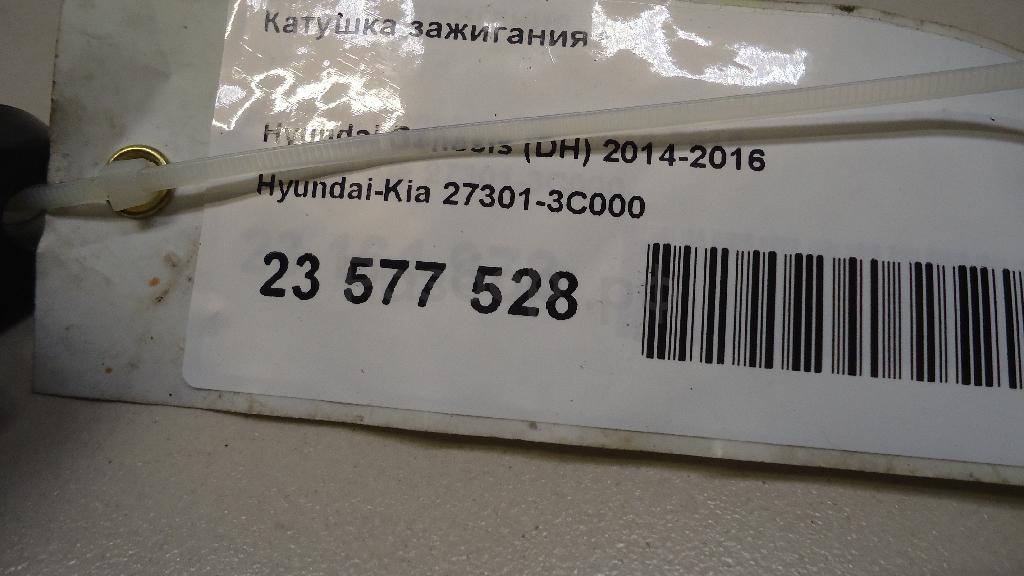 Катушка зажигания
Hyundai Genesis (DH) 2014-2016
Hyundai-Kia 27301-3C000
23 577 528